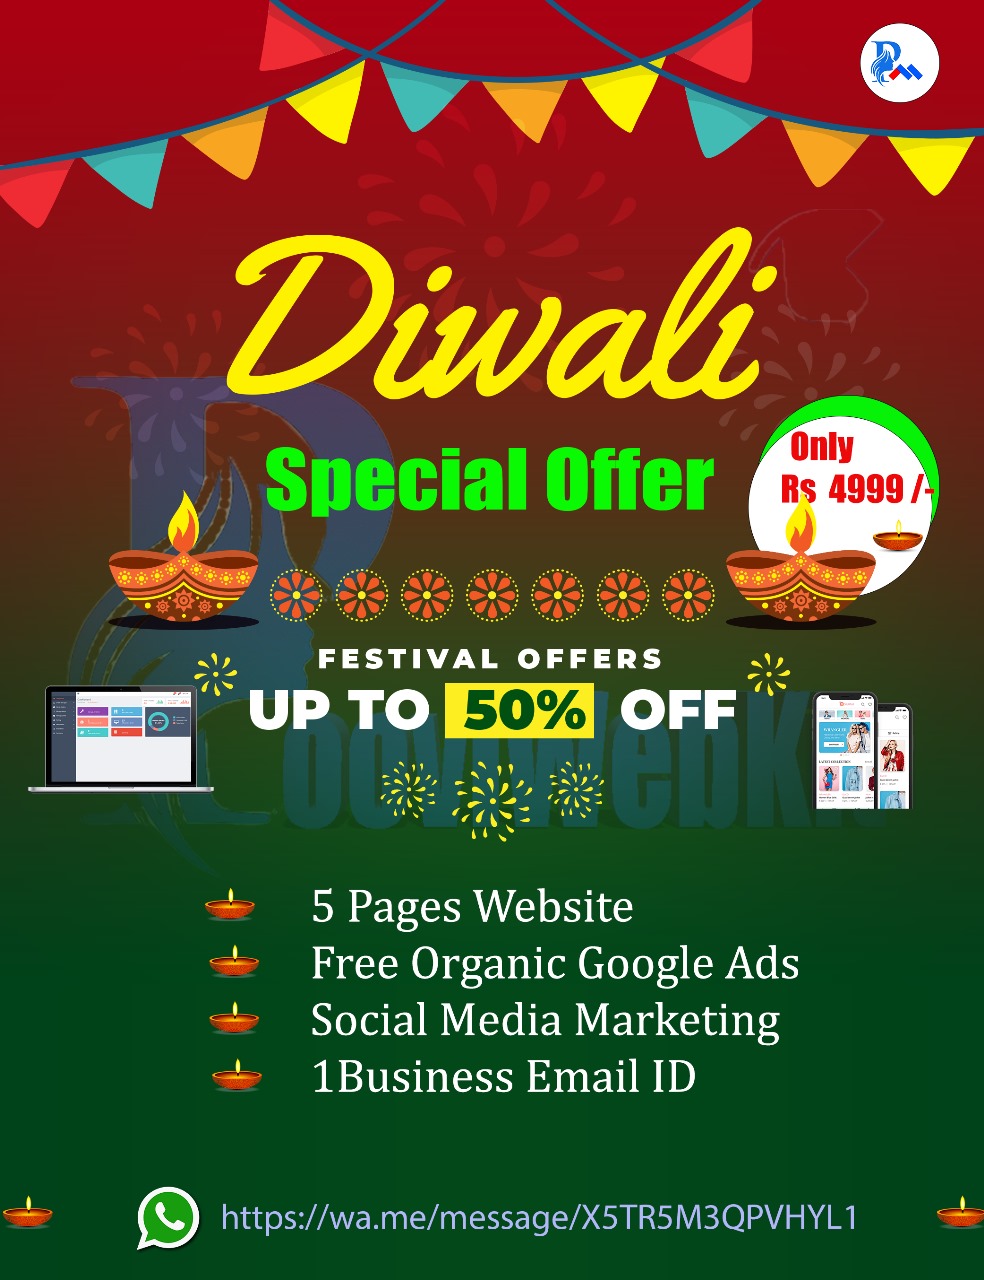 Diwali
Special Offer
Only
Rs 4999 /-
FESTIVAL OFFERS
UP TO 50% OFF
5 Pages Website
Free Organic Google Ads
Social Media Marketing
1Business Email ID
https://wa.me/message/X5TR5M3QPVHYL1